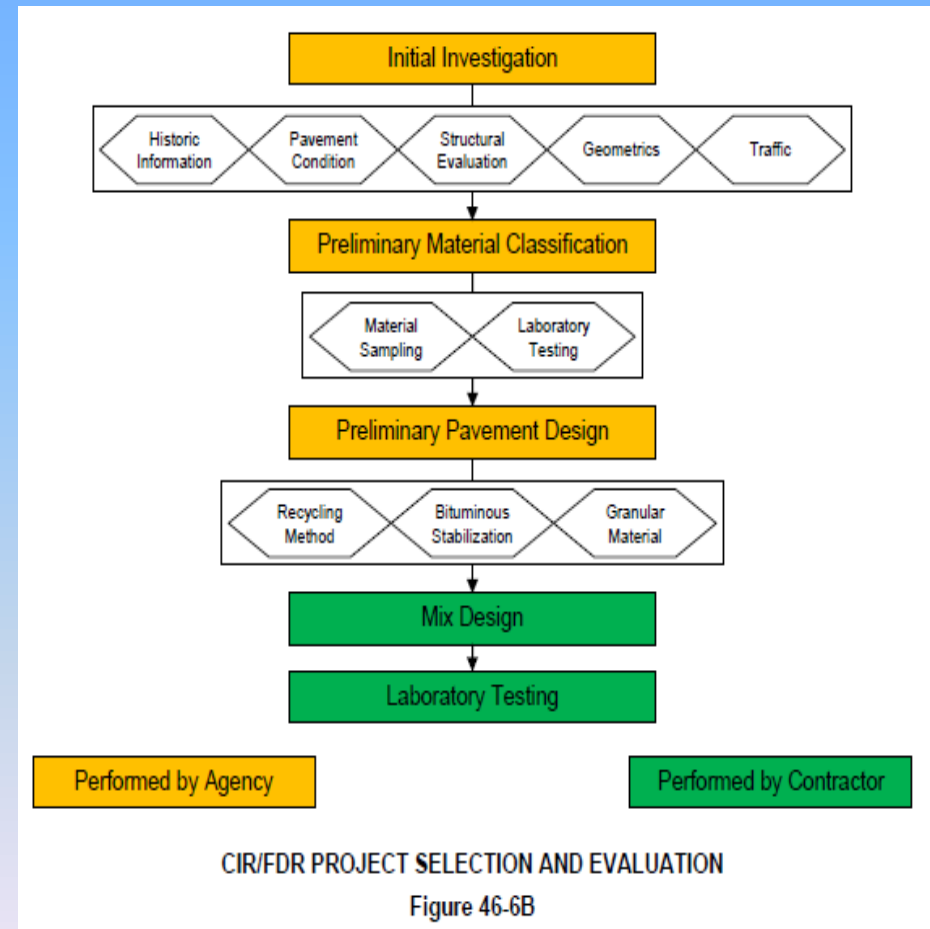 Initial Investigation
Historic
Information
Pavement
Condition
Structural
Evaluation
Geometrics
Traffic
Preliminary Material Classification
Material
Sampling
Laboratory
Testing
Preliminary Pavement Design
Recycling
Method
Bituminous
Stabilization
Granular
Material
Mix Design
Laboratory Testing
Performed by Agency
Performed by Contractor
CIR/FDR PROJECT SELECTION AND EVALUATION
Figure 46-6B